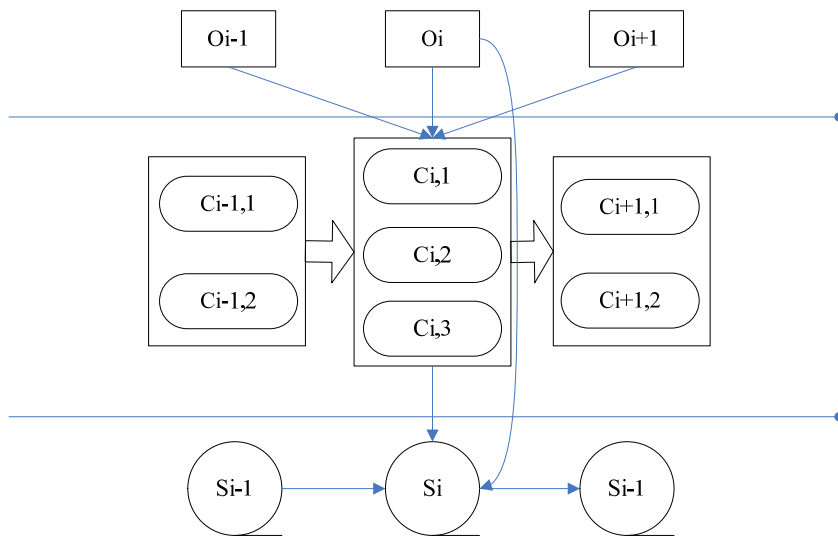 Oi-1
Oi
Oi+1
Ci-1,1
Ci-1,2
Ci,1
Ci,2
Ci,3
Ci+1,1
Ci+1,2
Si-1
Si
Si-1